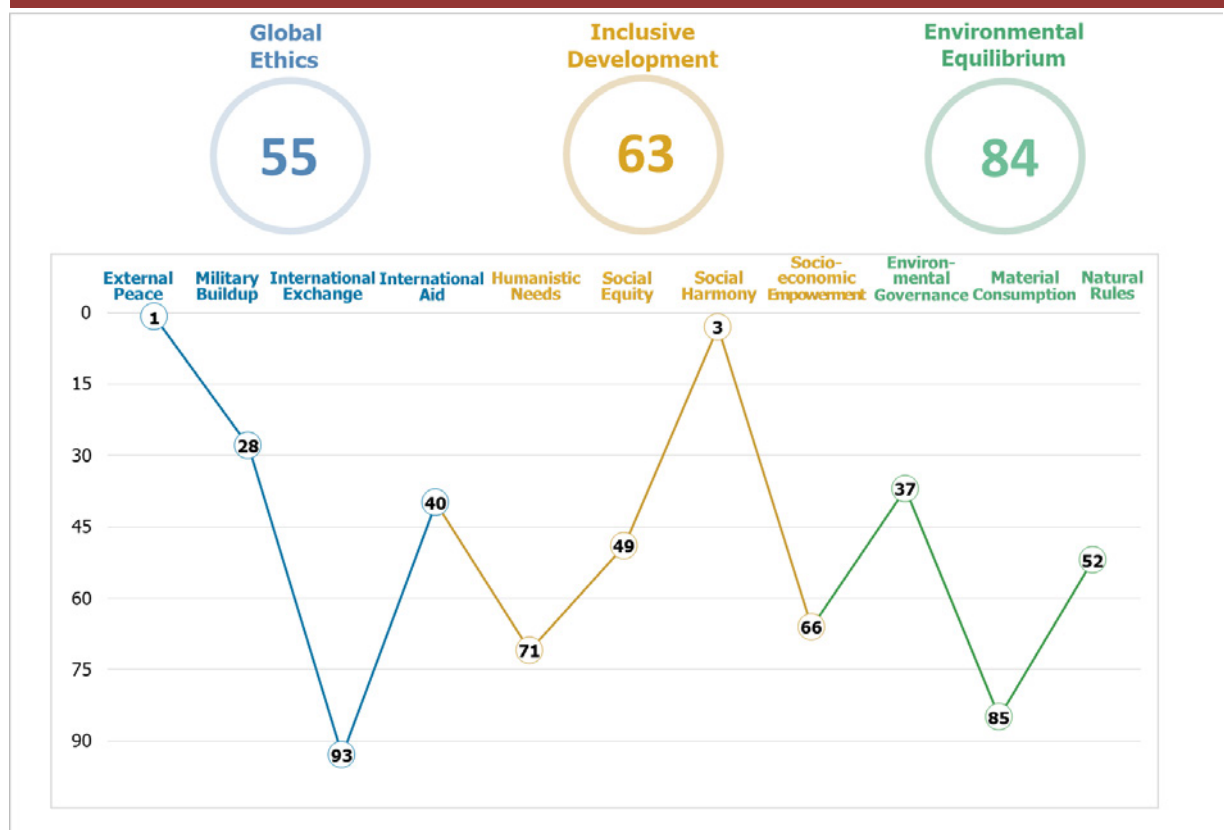 Global
Ethics
55
Inclusive
Development
63
Environmental
Equilibrium
84
External
Peace
Military
Buildup
International
Exchange
International
Aid
Humanistic
Needs
Social
Equity
Social
Harmony
Socio-
economic
Empowerment
Environ-
mental
Governance
Material
Consumption
Natural
Rules
0
15
30
45
60
75
90
1
28
93
40
71
49
3
66
37
85
52